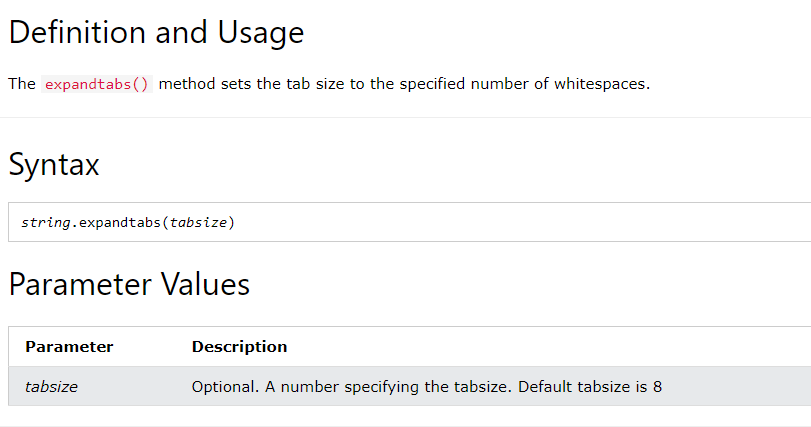 Definition and Usage
The expandtabs() method sets the tab size to the specified number of whitespaces.
Syntax
string.expandtabs(tabsize)
Parameter Values
Parameter Description
tabsize Optional. A number specifying the tabsize. Default tabsize is 8